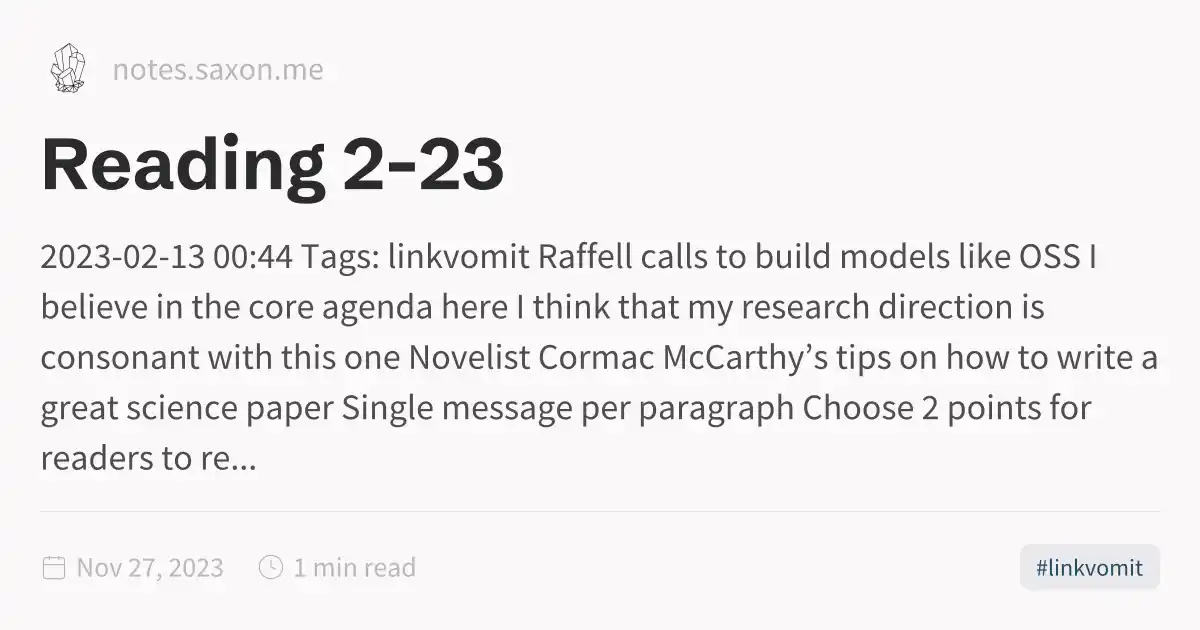 notes.saxon.me
Reading 2-23
2023-02-13 00:44 Tags: linkvomit Raffell calls to build models like OSS I
believe in the core agenda here I think that my research direction is
consonant with this one Novelist Cormac McCarthy’s tips on how to write a
great science paper Single message per paragraph Choose 2 points for
readers to re...
Nov 27, 2023 1 min read
#linkvomit